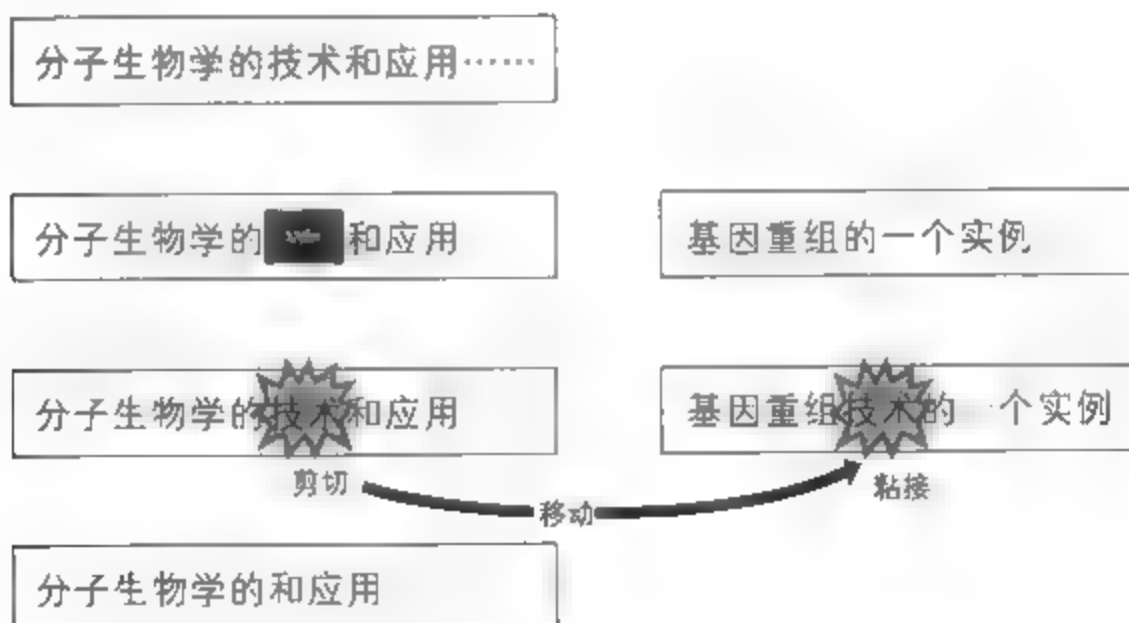 分子生物学的技术和应用……
分子生物学的 和应用
基因重组的一个实例
分子生物学的技术和应用
基因重组技术的 个实例
剪切
粘接
移动
分子生物学的和应用